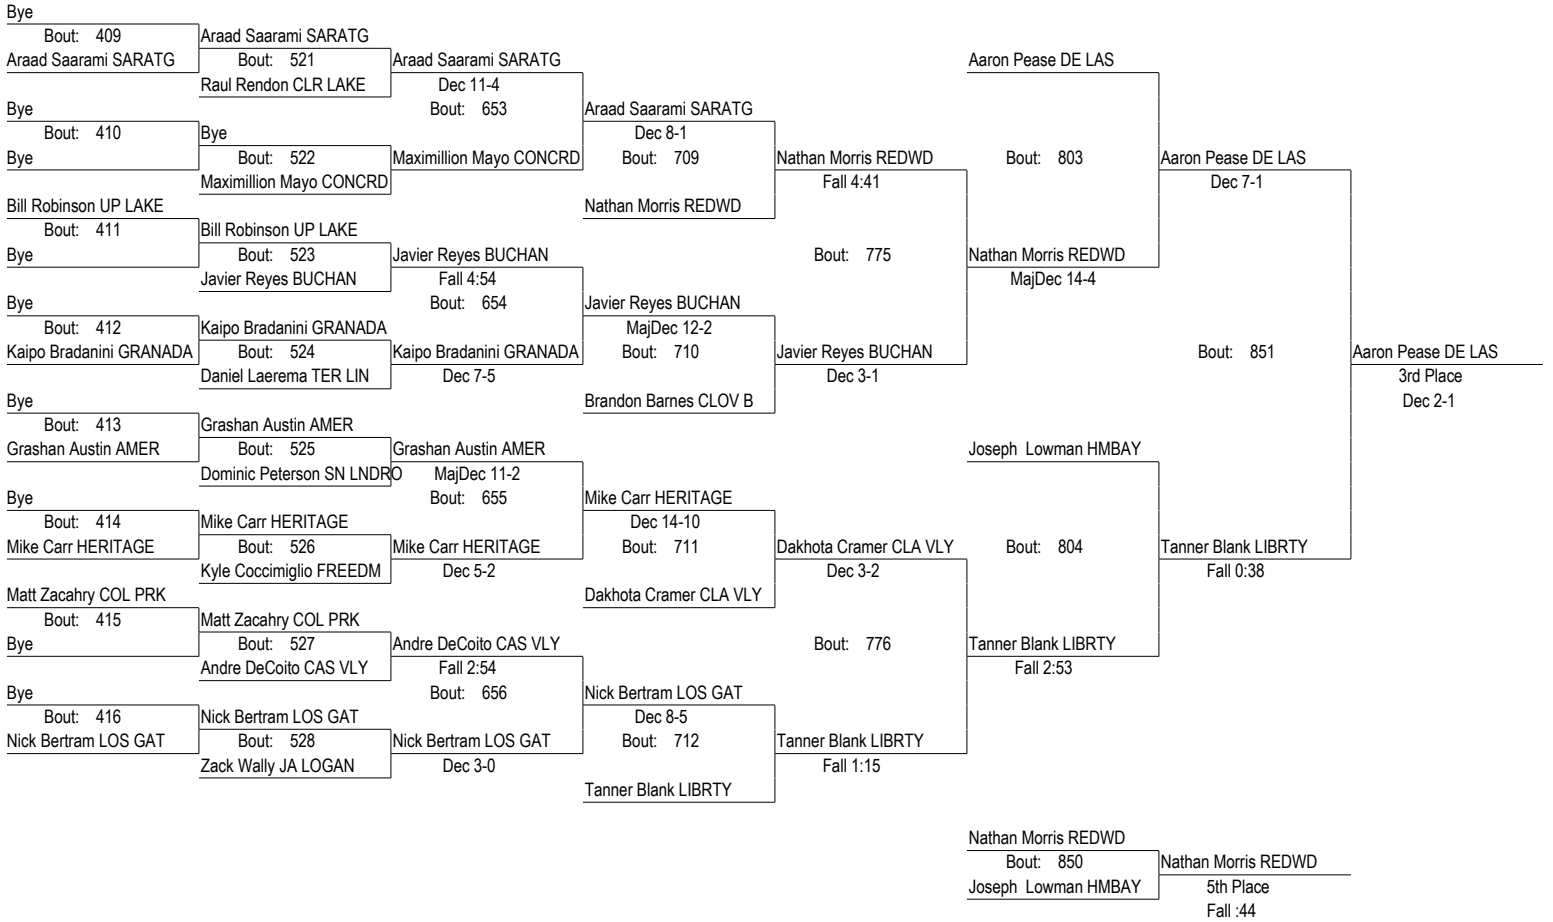 Bye
Bout: 409
Araad Saarami SARATG
Bye
Bout: 410
Bye
Bill Robinson UP LAKE
Bout: 411
Bye
Bye
Bout: 412
Kaipo Bradanini GRANADA
Bye
Bout: 413
Grashan Austin AMER
Bye
Bout: 414
Mike Carr HERITAGE
Matt Zacahry COL PRK
Bout: 415
Bye
Bye
Bout: 416
Nick Bertram LOS GAT
Araad Saarami SARATG
Bout: 521
Raul Rendon CLR LAKE
Bye
Bout: 522
Maximillion Mayo CONCRD
Bill Robinson UP LAKE
Bout: 523
Javier Reyes BUCHAN
Kaipo Bradanini GRANADA
Bout: 524
Daniel Laerema TER LIN
Grashan Austin AMER
Bout: 525
Dominic Peterson SN LNDRO
Mike Carr HERITAGE
Bout: 526
Kyle Coccimiglio FREEDM
Matt Zacahry COL PRK
Bout: 527
Andre DeCoito CAS VLY
Nick Bertram LOS GAT
Bout: 528
Zack Wally JA LOGAN
Araad Saarami SARATG
Dec 11-4
Bout: 653
Maximillion Mayo CONCRD
Javier Reyes BUCHAN
Fall 4:54
Bout: 654
Kaipo Bradanini GRANADA
Dec 7-5
Grashan Austin AMER
MajDec 11-2
Bout: 655
Mike Carr HERITAGE
Dec 5-2
Andre DeCoito CAS VLY
Fall 2:54
Bout: 656
Nick Bertram LOS GAT
Dec 3-0
Araad Saarami SARATG
Dec 8-1
Bout: 709
Nathan Morris REDWD
Javier Reyes BUCHAN
MajDec 12-2
Bout: 710
Brandon Barnes CLOV B
Mike Carr HERITAGE
Dec 14-10
Bout: 711
Dakhota Cramer CLA VLY
Nick Bertram LOS GAT
Dec 8-5
Bout: 712
Tanner Blank LIBRTY
Nathan Morris REDWD
Fall 4:41
Bout: 775
Javier Reyes BUCHAN
Dec 3-1
Dakhota Cramer CLA VLY
Dec 3-2
Bout: 776
Tanner Blank LIBRTY
Fall 1:15
Aaron Pease DE LAS
Bout: 803
Nathan Morris REDWD
MajDec 14-4
Joseph Lowman HMBAY
Bout: 804
Tanner Blank LIBRTY
Fall 2:53
Aaron Pease DE LAS
Dec 7-1
Bout: 851
Tanner Blank LIBRTY
Fall 0:38
Aaron Pease DE LAS
3rd Place
Dec 2-1
Nathan Morris REDWD
Bout: 850
Joseph Lowman HMBAY
Nathan Morris REDWD
5th Place
Fall :44